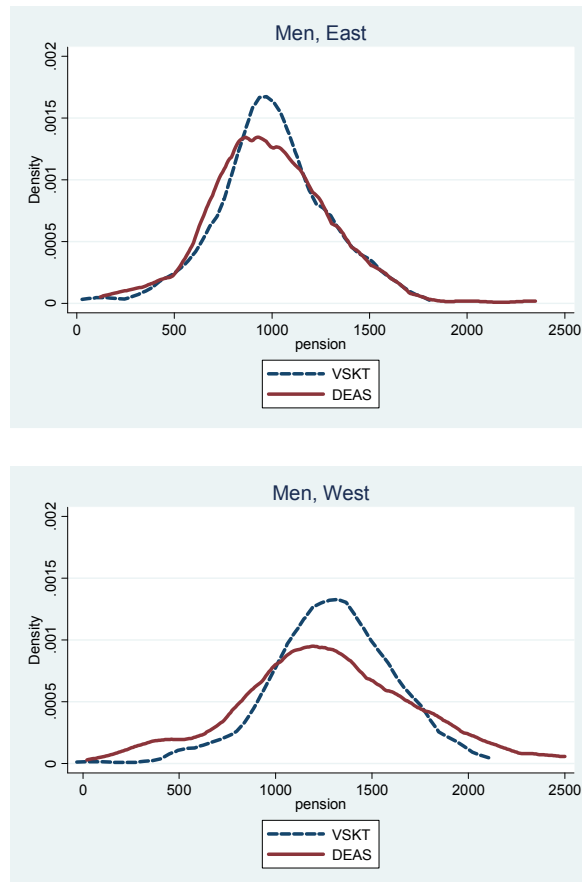 Men, East
.002
.0015
.001
.0005
0
Density
0 500 1000 1500 2000 2500
pension
VSKT
DEAS
Men, West
.002
.0015
.001
.0005
0
Density
0 500 1000 1500 2000 2500
pension
VSKT
DEAS